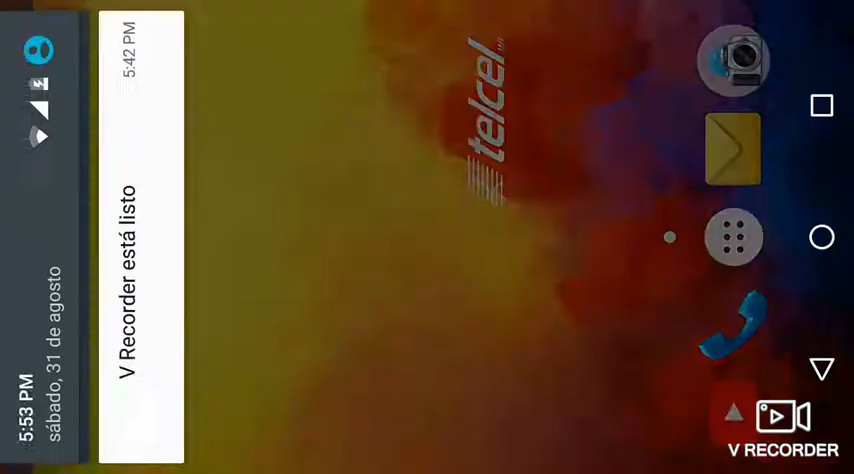 5:53 PM
sábado, 31 de agosto
V Recorder está listo
5:42 PM
telcel
V RECORDER